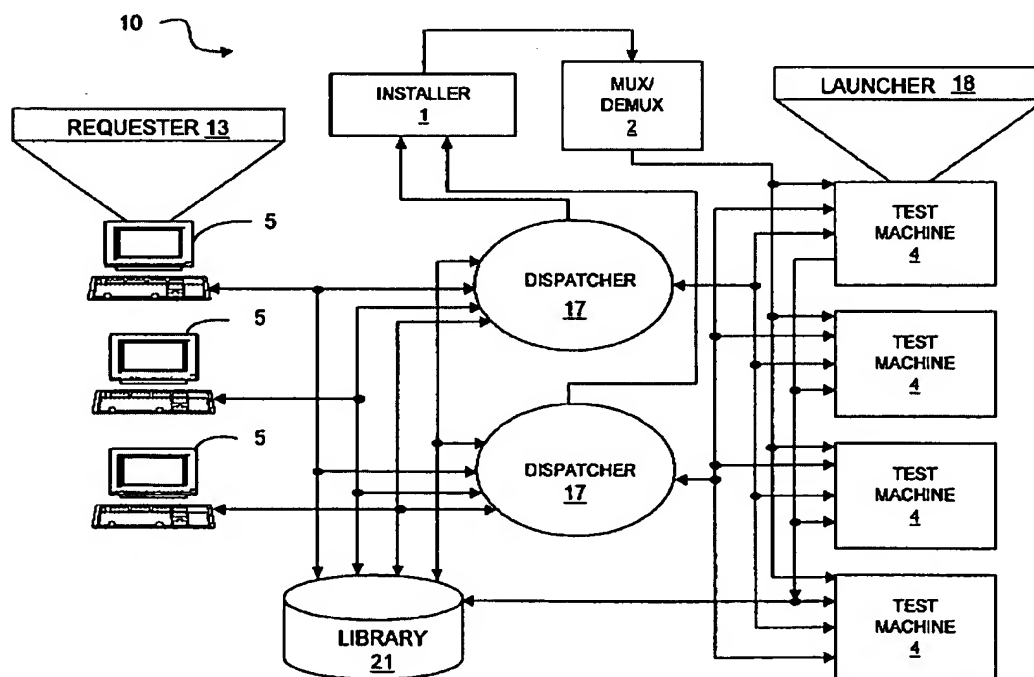 10
REQUESTER 13
INSTALLER
1
MUX/
DEMUX
2
LAUNCHER 18
5
5
5
DISPATCHER
17
DISPATCHER
17
LIBRARY
21
TEST
MACHINE
4
TEST
MACHINE
4
TEST
MACHINE
4
TEST
MACHINE
4